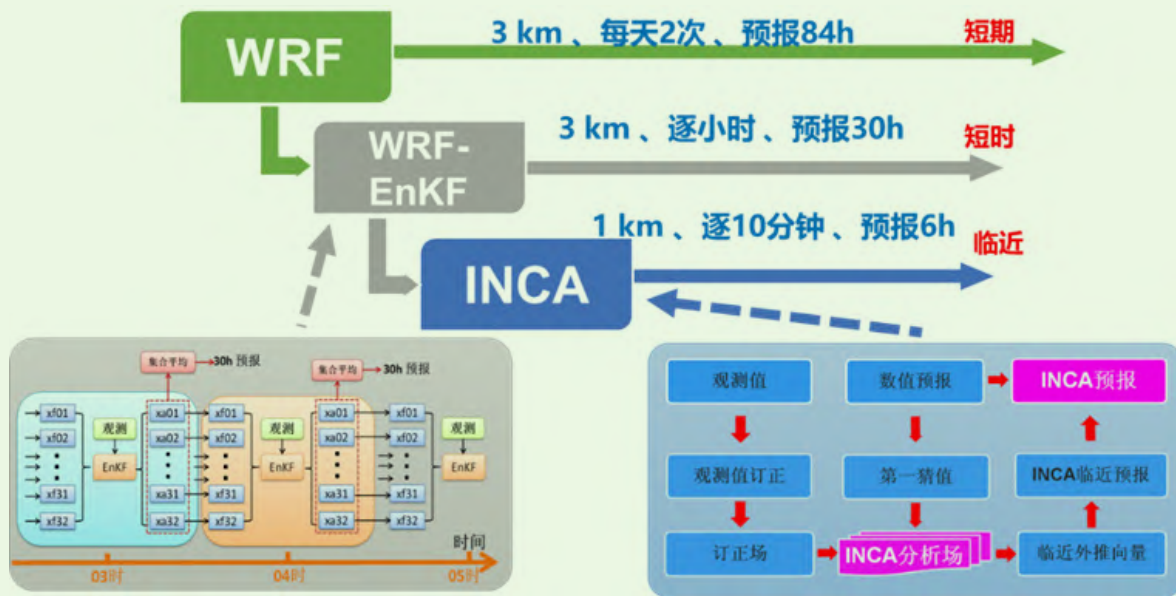 WRF
3 km 、每天2次、预报84h
短期
WRF-
EnKF
3 km 、逐小时、预报30h
短时
INCA
1 km 、逐10分钟、预报6h
临近
集合平均
30h 预报
集合平均
30h 预报
xf01
xf02
xf31
xf32
观测
EnKF
xa01
xa02
xa31
xa32
xf01
xf02
xf31
xf32
观测
EnKF
xa01
xa02
xa31
xa32
xf01
xf02
xf31
xf32
观测
EnKF
时间
03时
04时
05时
观测值
数值预报
INCA预报
观测值订正
第一猜值
INCA临近预报
订正场
INCA分析场
临近外推向量